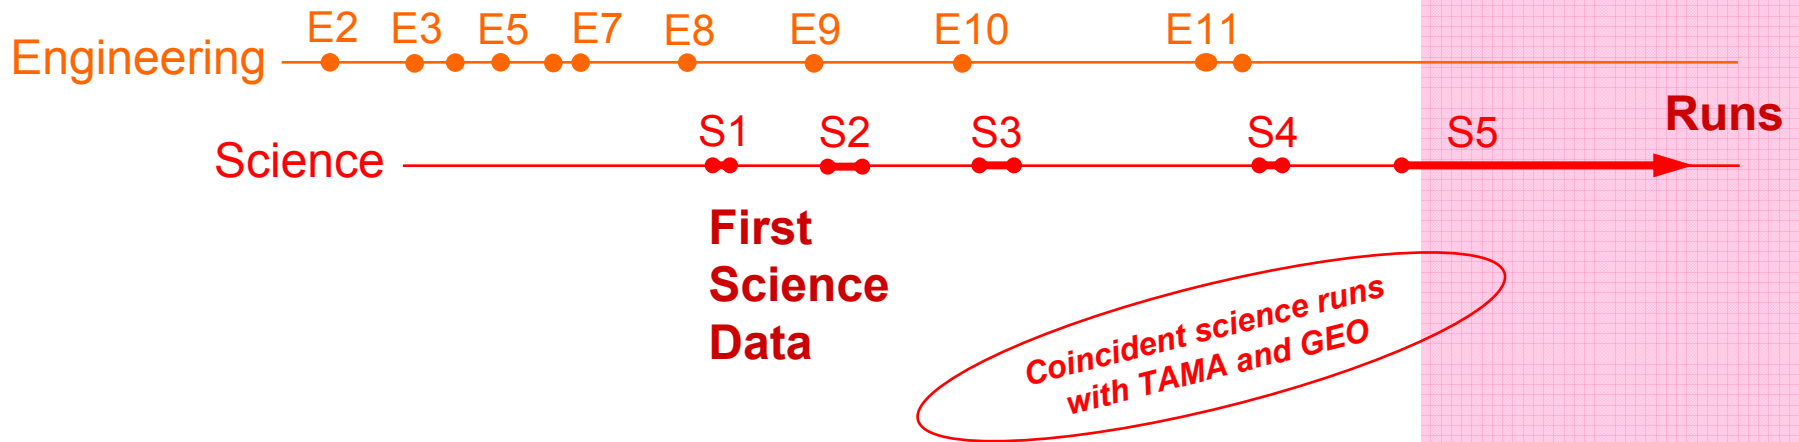 E2 E3 E5 E7 E8 E9 E10 E11
Engineering
Runs
S1 S2 S3 S4 S5
Science
First
Science
Data
Coincident science runs
with TAMA and GEO